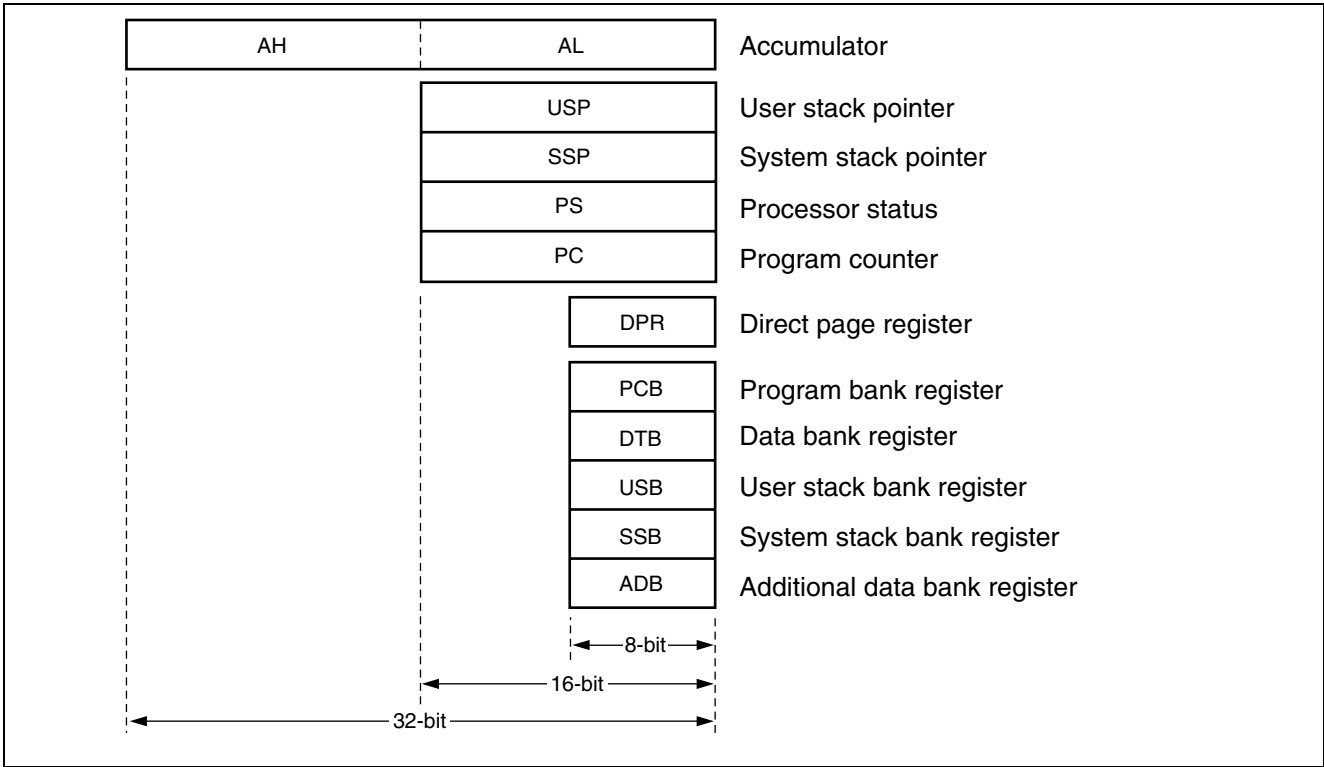 AH AL Accumulator
USP User stack pointer
SSP System stack pointer
PS Processor status
PC Program counter
DPR Direct page register
PCB Program bank register
DTB Data bank register
USB User stack bank register
SSB System stack bank register
ADB Additional data bank register
8-bit
16-bit
32-bit